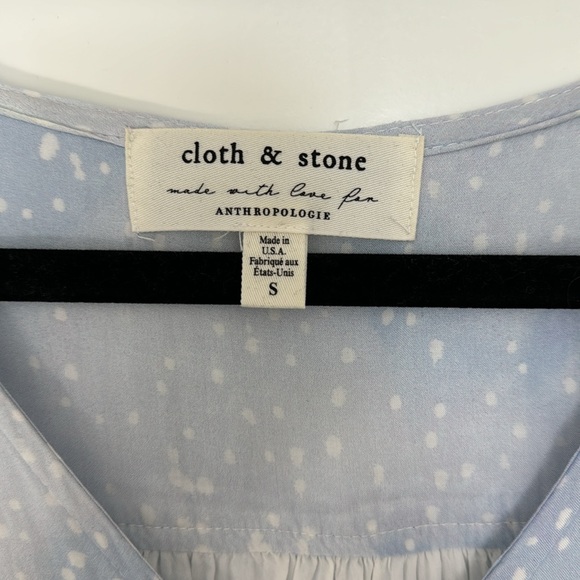 cloth & stone
made with love for
ANTHROPOLOGIE
Made in
U.S.A.
Fabriqué aux
États-Unis
S